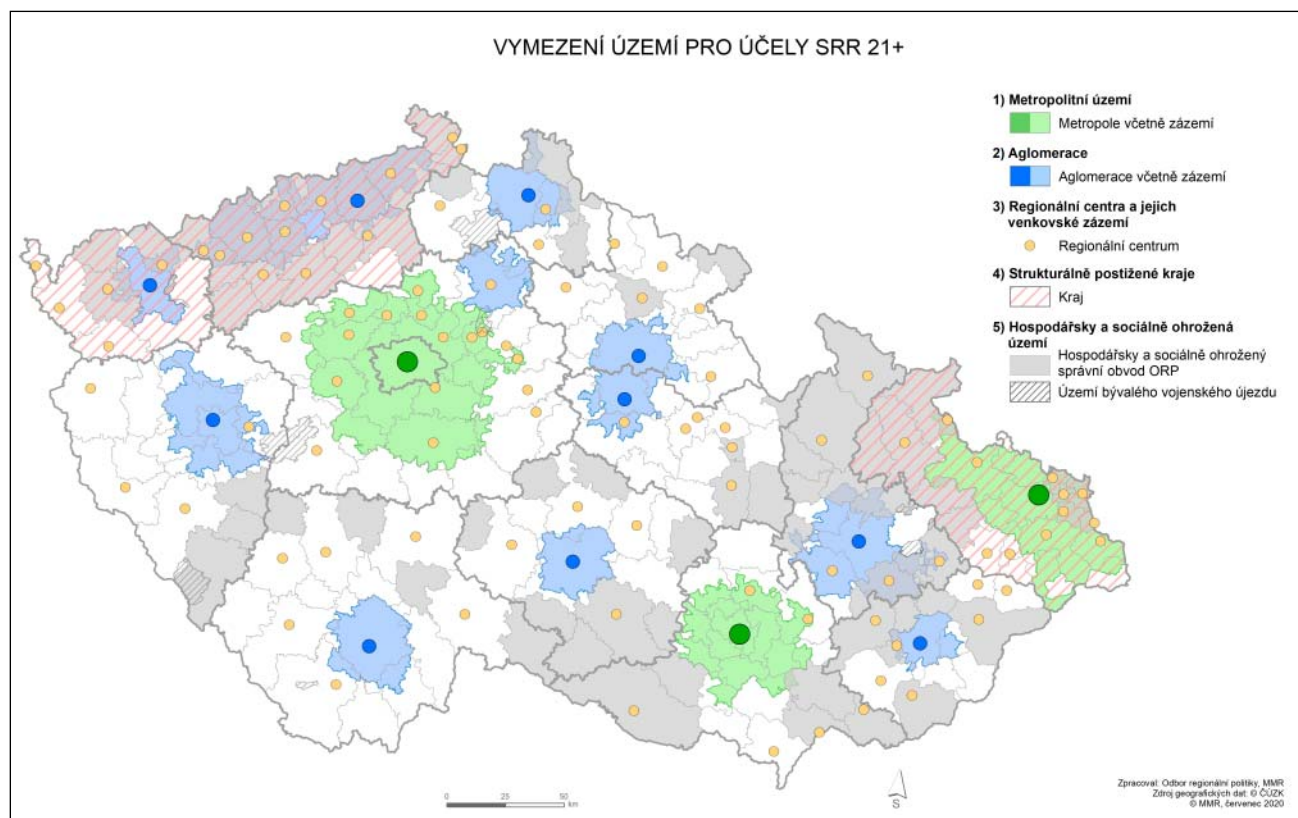 VYMEZENÍ ÚZEMÍ PRO ÚČELY SRR 21+
1) Metropolitní území
Metropole včetně zázemí
2) Aglomerace
Aglomerace včetně zázemí
3) Regionální centra a jejich
venkovské zázemí
Regionální centrum
4) Strukturálně postižené kraje
Kraj
5) Hospodářsky a sociálně ohrožená
území
Hospodářsky a sociálně ohrožený
správní obvod ORP
Území bývalého vojenského újezdu
0 25 50
km
S
Zpracoval: Odbor regionální politiky, MMR
Zdroj geografických dat: © ČÚZK
© MMR, červenec 2020